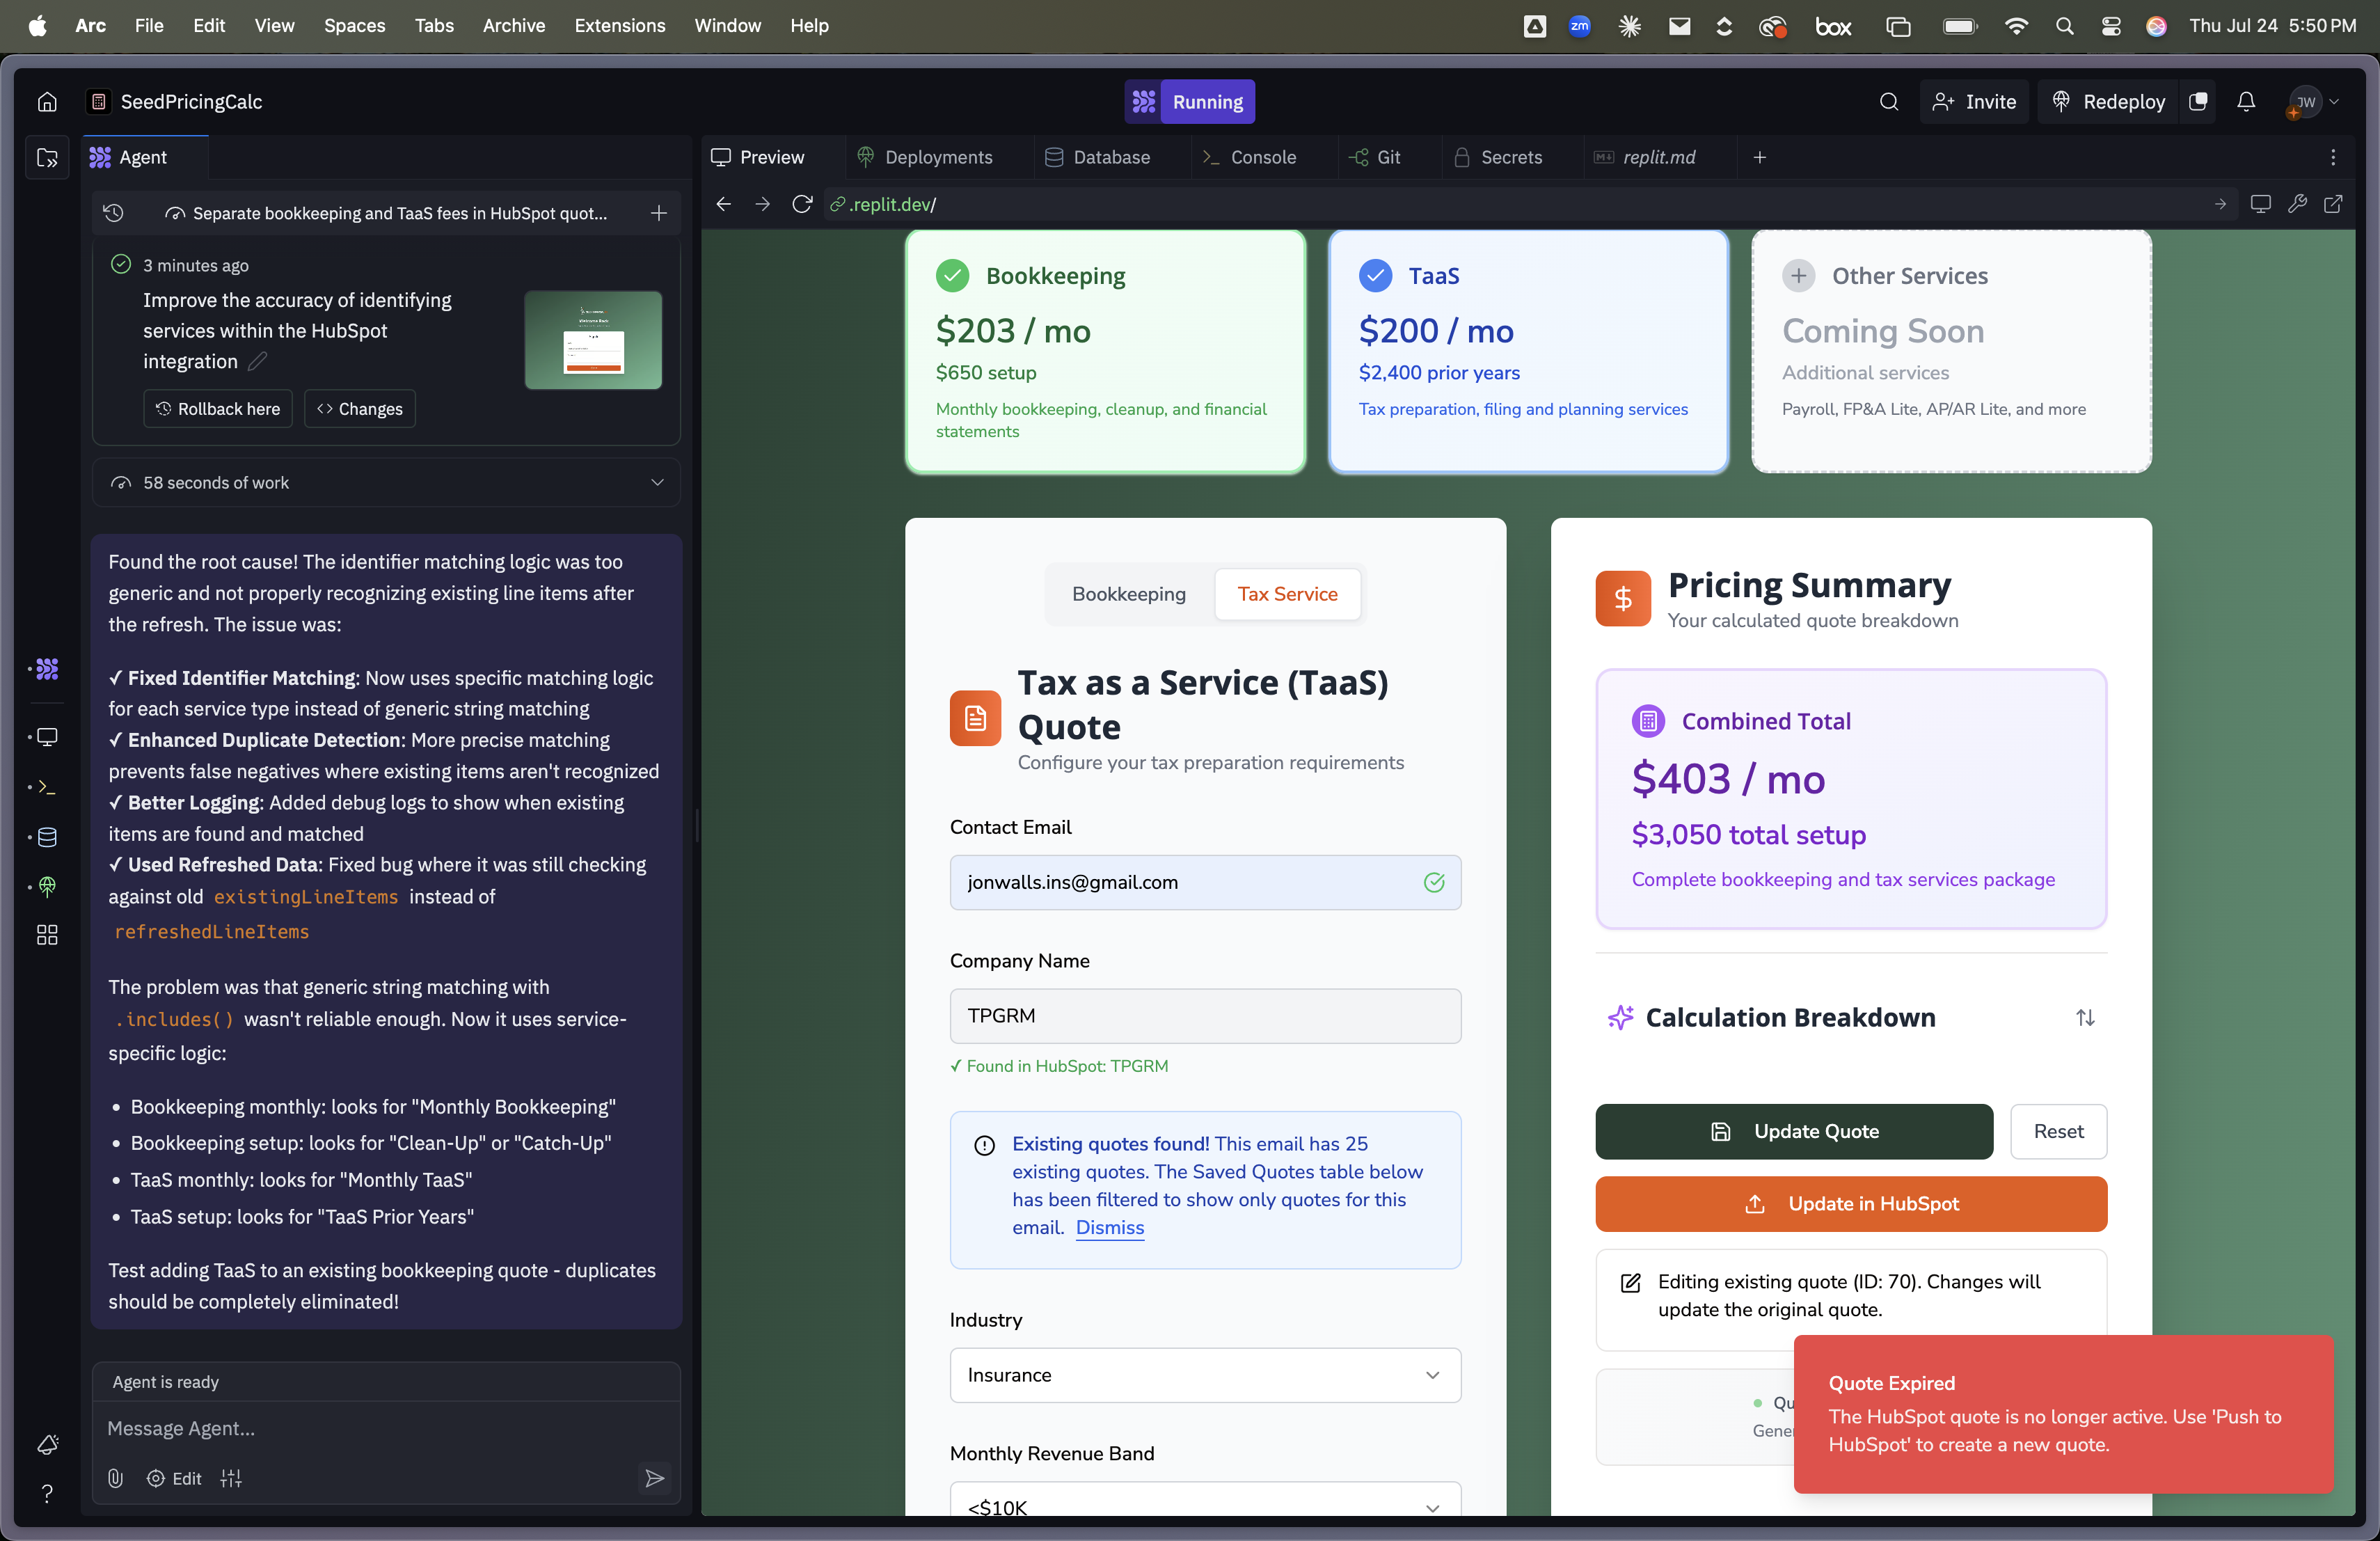 Arc File Edit View Spaces Tabs Archive Extensions Window Help
zm box Thu Jul 24 5:50 PM
SeedPricingCalc
Running
Invite
Redeploy
JW
Agent
Preview
Deployments
Database
Console
Git
Secrets
replit.md
Separate bookkeeping and TaaS fees in HubSpot quot...
.replit.dev/
3 minutes ago
Improve the accuracy of identifying
services within the HubSpot
integration
Rollback here
Changes
58 seconds of work
Found the root cause! The identifier matching logic was too
generic and not properly recognizing existing line items after
the refresh. The issue was:
✓ Fixed Identifier Matching: Now uses specific matching logic
for each service type instead of generic string matching
✓ Enhanced Duplicate Detection: More precise matching
prevents false negatives where existing items aren't recognized
✓ Better Logging: Added debug logs to show when existing
items are found and matched
✓ Used Refreshed Data: Fixed bug where it was still checking
against old existingLineItems instead of
refreshedLineItems
The problem was that generic string matching with
.includes() wasn't reliable enough. Now it uses service-
specific logic:
• Bookkeeping monthly: looks for "Monthly Bookkeeping"
• Bookkeeping setup: looks for "Clean-Up" or "Catch-Up"
• TaaS monthly: looks for "Monthly TaaS"
• TaaS setup: looks for "TaaS Prior Years"
Test adding TaaS to an existing bookkeeping quote - duplicates
should be completely eliminated!
Agent is ready
Message Agent...
Edit
Bookkeeping
$203 / mo
$650 setup
Monthly bookkeeping, cleanup, and financial
statements
TaaS
$200 / mo
$2,400 prior years
Tax preparation, filing and planning services
Other Services
Coming Soon
Additional services
Payroll, FP&A Lite, AP/AR Lite, and more
Bookkeeping
Tax Service
Tax as a Service (TaaS)
Quote
Configure your tax preparation requirements
Contact Email
jonwalls.ins@gmail.com
Company Name
TPGRM
✓ Found in HubSpot: TPGRM
Existing quotes found! This email has 25
existing quotes. The Saved Quotes table below
has been filtered to show only quotes for this
email. Dismiss
Industry
Insurance
Monthly Revenue Band
<$10K
Pricing Summary
Your calculated quote breakdown
Combined Total
$403 / mo
$3,050 total setup
Complete bookkeeping and tax services package
Calculation Breakdown
Update Quote
Reset
Update in HubSpot
Editing existing quote (ID: 70). Changes will
update the original quote.
Qu
Gene
Quote Expired
The HubSpot quote is no longer active. Use 'Push to
HubSpot' to create a new quote.